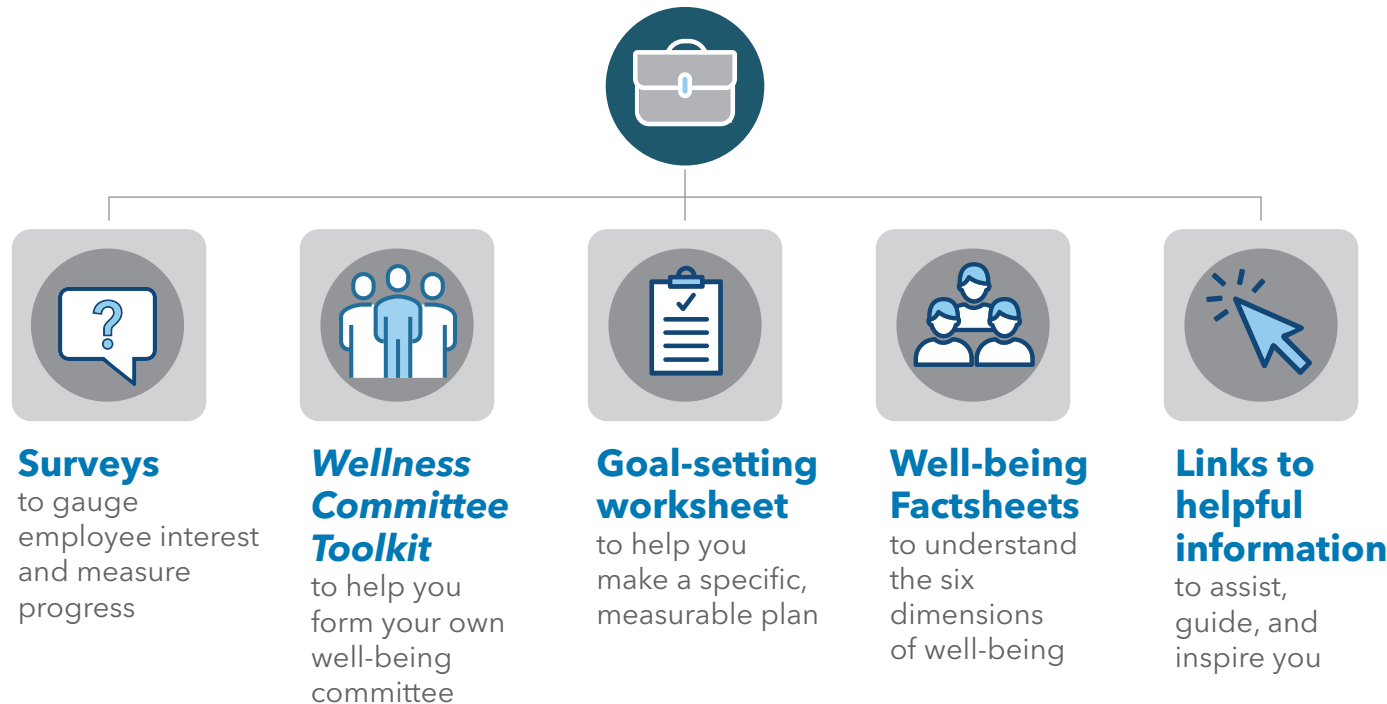 ?
Surveys
to gauge
employee interest
and measure
progress
Wellness
Committee
Toolkit
to help you
form your own
well-being
committee
Goal-setting
worksheet
to help you
make a specific,
measurable plan
Well-being
Factsheets
to understand
the six
dimensions
of well-being
Links to
helpful
information
to assist,
guide, and
inspire you